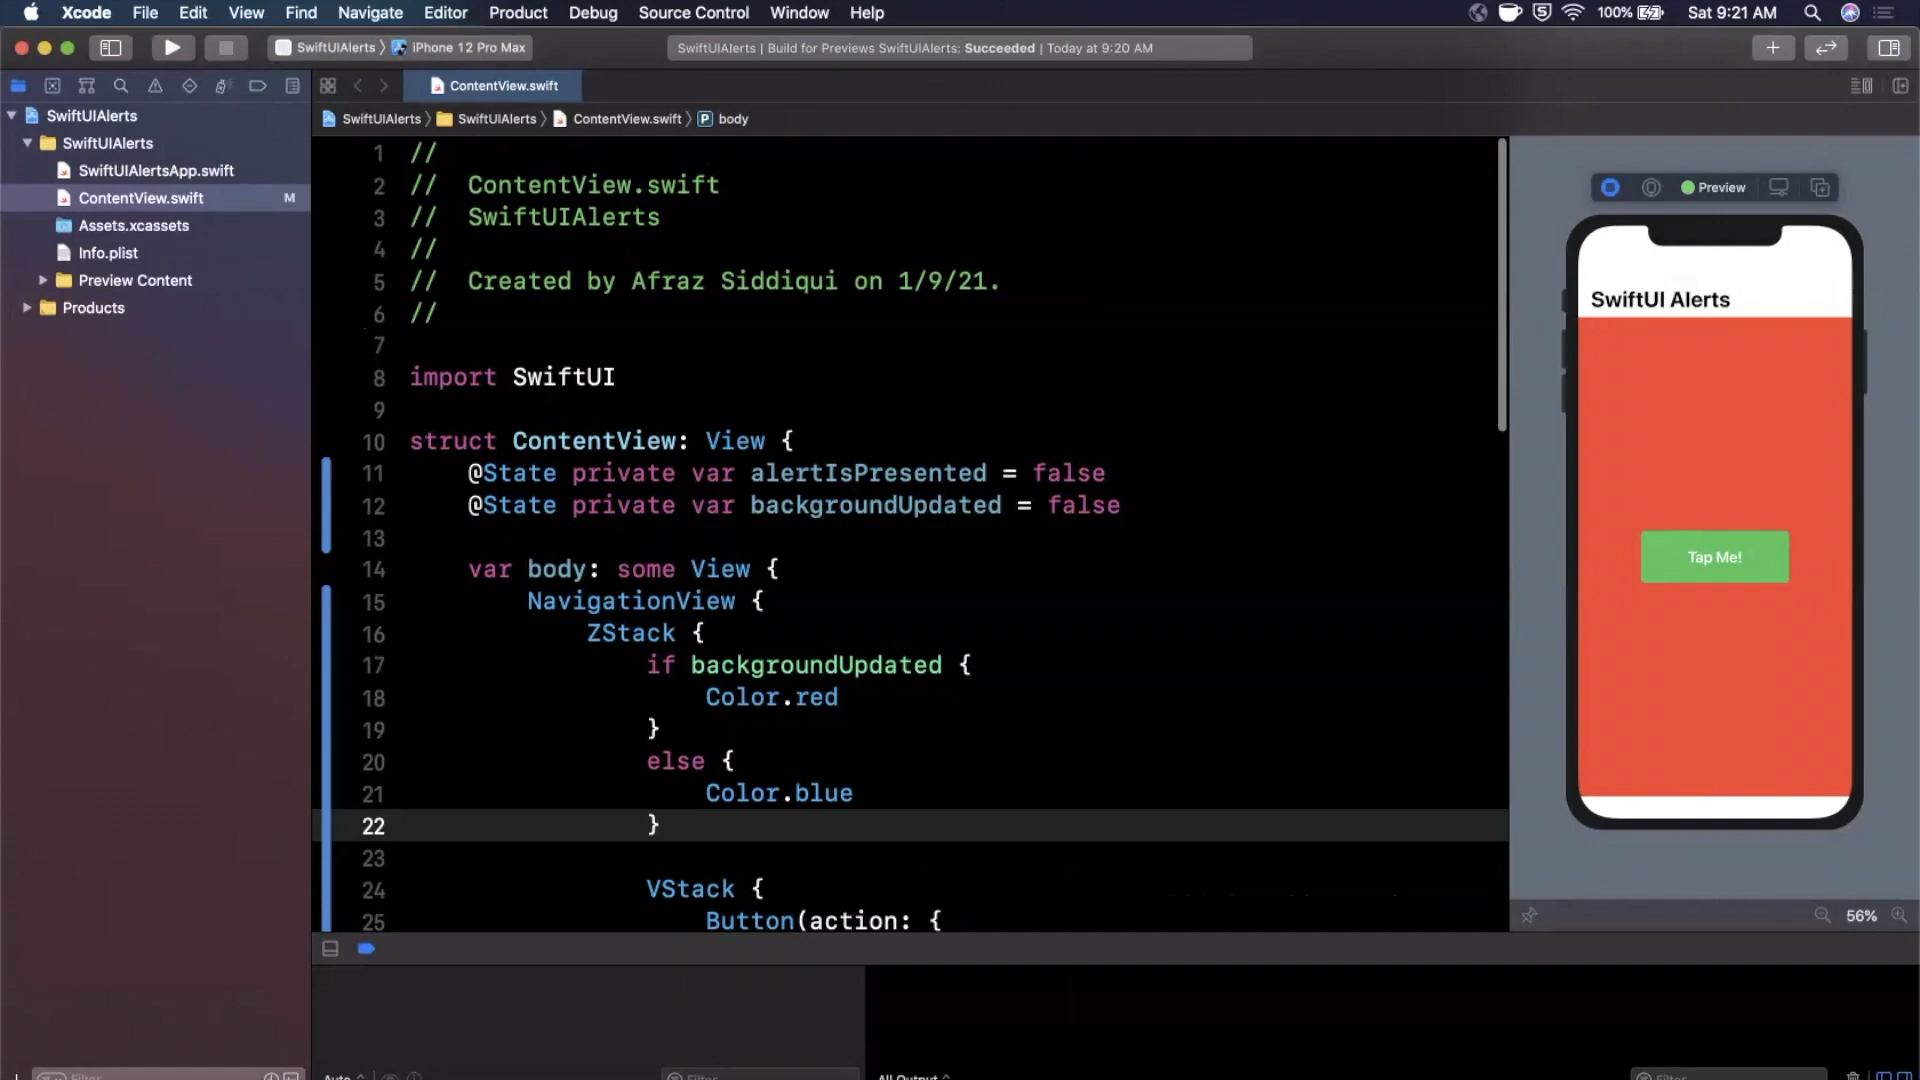 Xcode File Edit View Find Navigate Editor Product Debug Source Control Window Help 100% Sat 9:21 AM
SwiftUIAlerts iPhone 12 Pro Max
SwiftUIAlerts | Build for Previews SwiftUIAlerts: Succeeded | Today at 9:20 AM
ContentView.swift
SwiftUIAlerts SwiftUIAlerts ContentView.swift P body
SwiftUIAlerts
SwiftUIAlerts
SwiftUIAlertsApp.swift
ContentView.swift M
Assets.xcassets
Info.plist
Preview Content
Products
1 //
2 // ContentView.swift
3 // SwiftUIAlerts
4 //
5 // Created by Afraz Siddiqui on 1/9/21.
6 //
7
8 import SwiftUI
9
10 struct ContentView: View {
11 @State private var alertIsPresented = false
12 @State private var backgroundUpdated = false
13
14 var body: some View {
15 NavigationView {
16 ZStack {
17 if backgroundUpdated {
18 Color.red
19 }
20 else {
21 Color.blue
22 }
23
24 VStack {
25 Button(action: {
Preview
SwiftUI Alerts
Tap Me!
56%
Filter
Auto
Filter
All Output
Filter